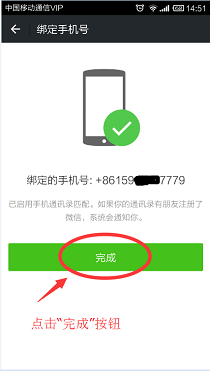 中国移动通信VIP 14:51
绑定手机号
绑定的手机号: +86159 7779
已启用手机通讯录匹配。如果你的通讯录有朋友注册了
微信，系统会通知你。
完成
点击“完成”按钮